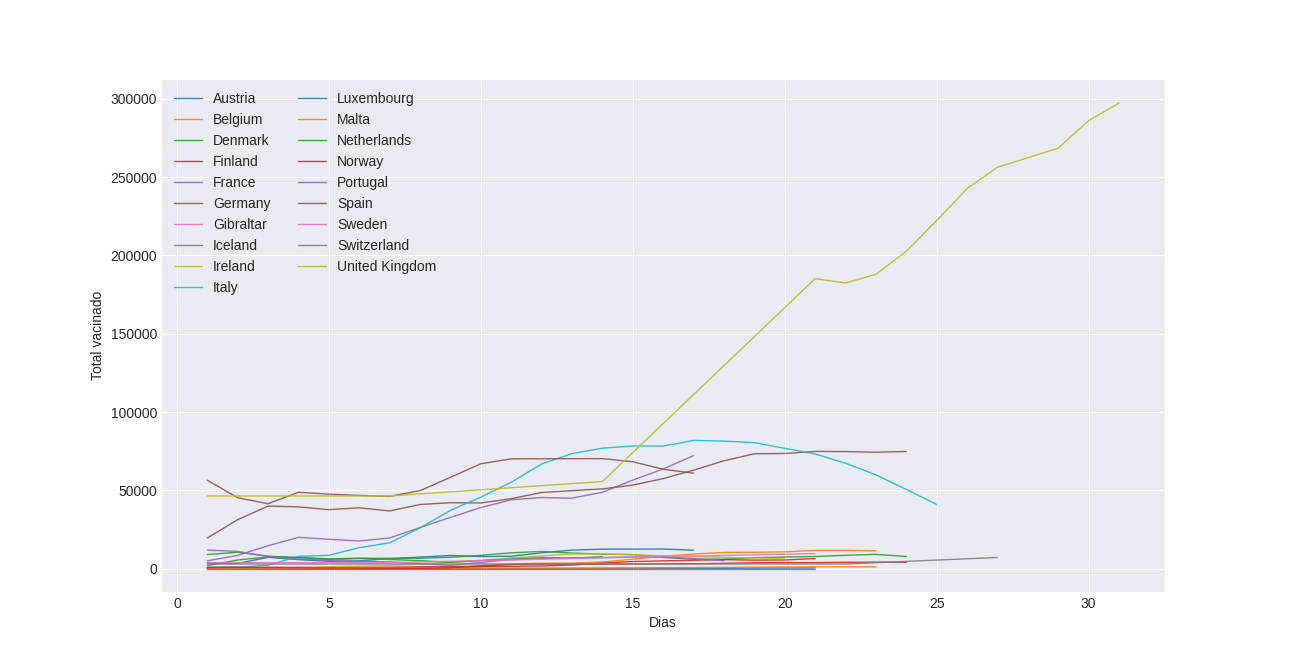 Total vacinado
300000
250000
200000
150000
100000
50000
0
Austria
Belgium
Denmark
Finland
France
Germany
Gibraltar
Iceland
Ireland
Italy
Luxembourg
Malta
Netherlands
Norway
Portugal
Spain
Sweden
Switzerland
United Kingdom
0 5 10 15 20 25 30
Dias